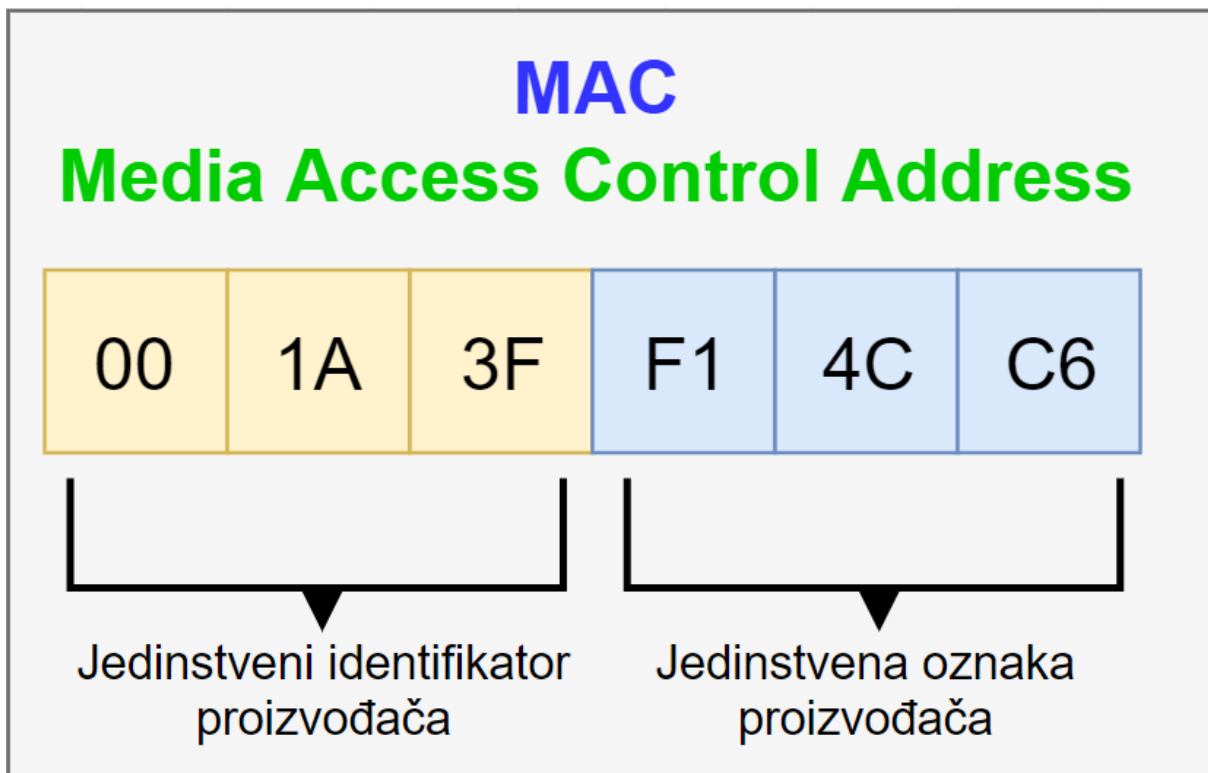 MAC
Media Access Control Address
00 1A 3F F1 4C C6
Jedinstveni identifikator
proizvođača
Jedinstvena oznaka
proizvođača